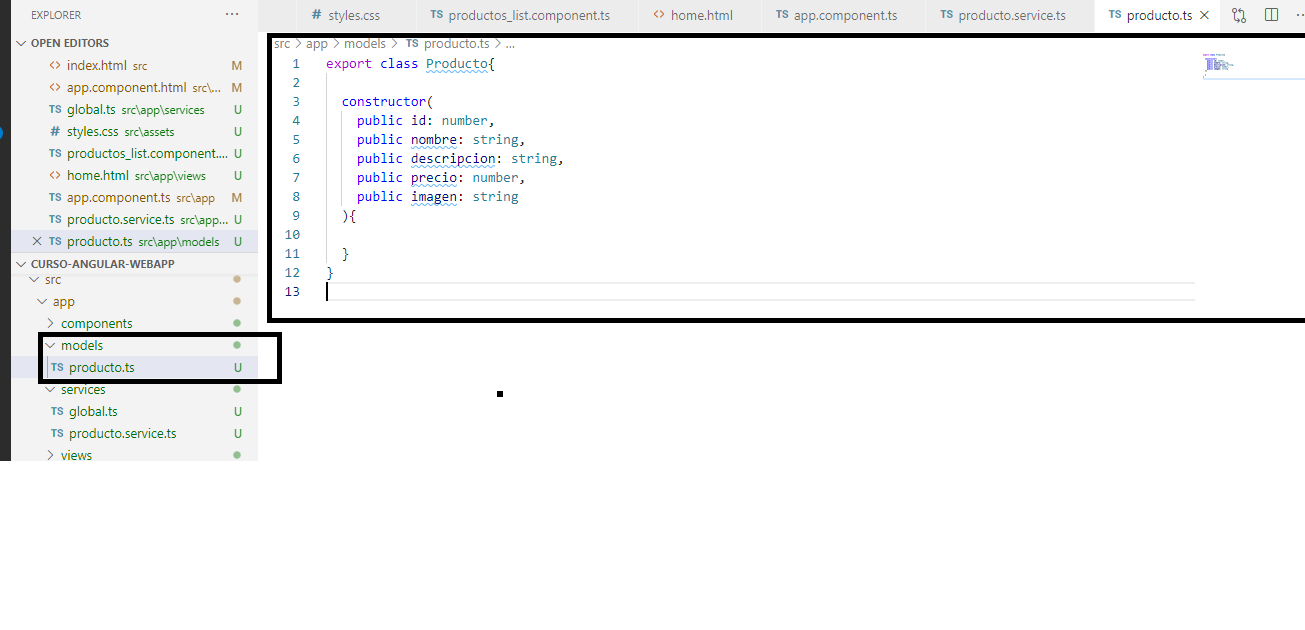 EXPLORER ...
styles.css
TS productos_list.component.ts
home.html
TS app.component.ts
TS producto.service.ts
TS producto.ts
OPEN EDITORS
index.html src M
app.component.html src\... M
TS global.ts src\app\services U
# styles.css src\assets U
TS productos_list.component.... U
home.html src\app\views U
TS app.component.ts src\app M
TS producto.service.ts src\app... U
TS producto.ts src\app\models U
CURSO-ANGULAR-WEBAPP
src
app
components
models
TS producto.ts U
services
TS global.ts U
TS producto.service.ts U
views
src > app > models > TS producto.ts > ...
1 export class Producto{
2
3 constructor(
4 public id: number,
5 public nombre: string,
6 public descripcion: string,
7 public precio: number,
8 public imagen: string
9 ){
10
11 }
12 }
13